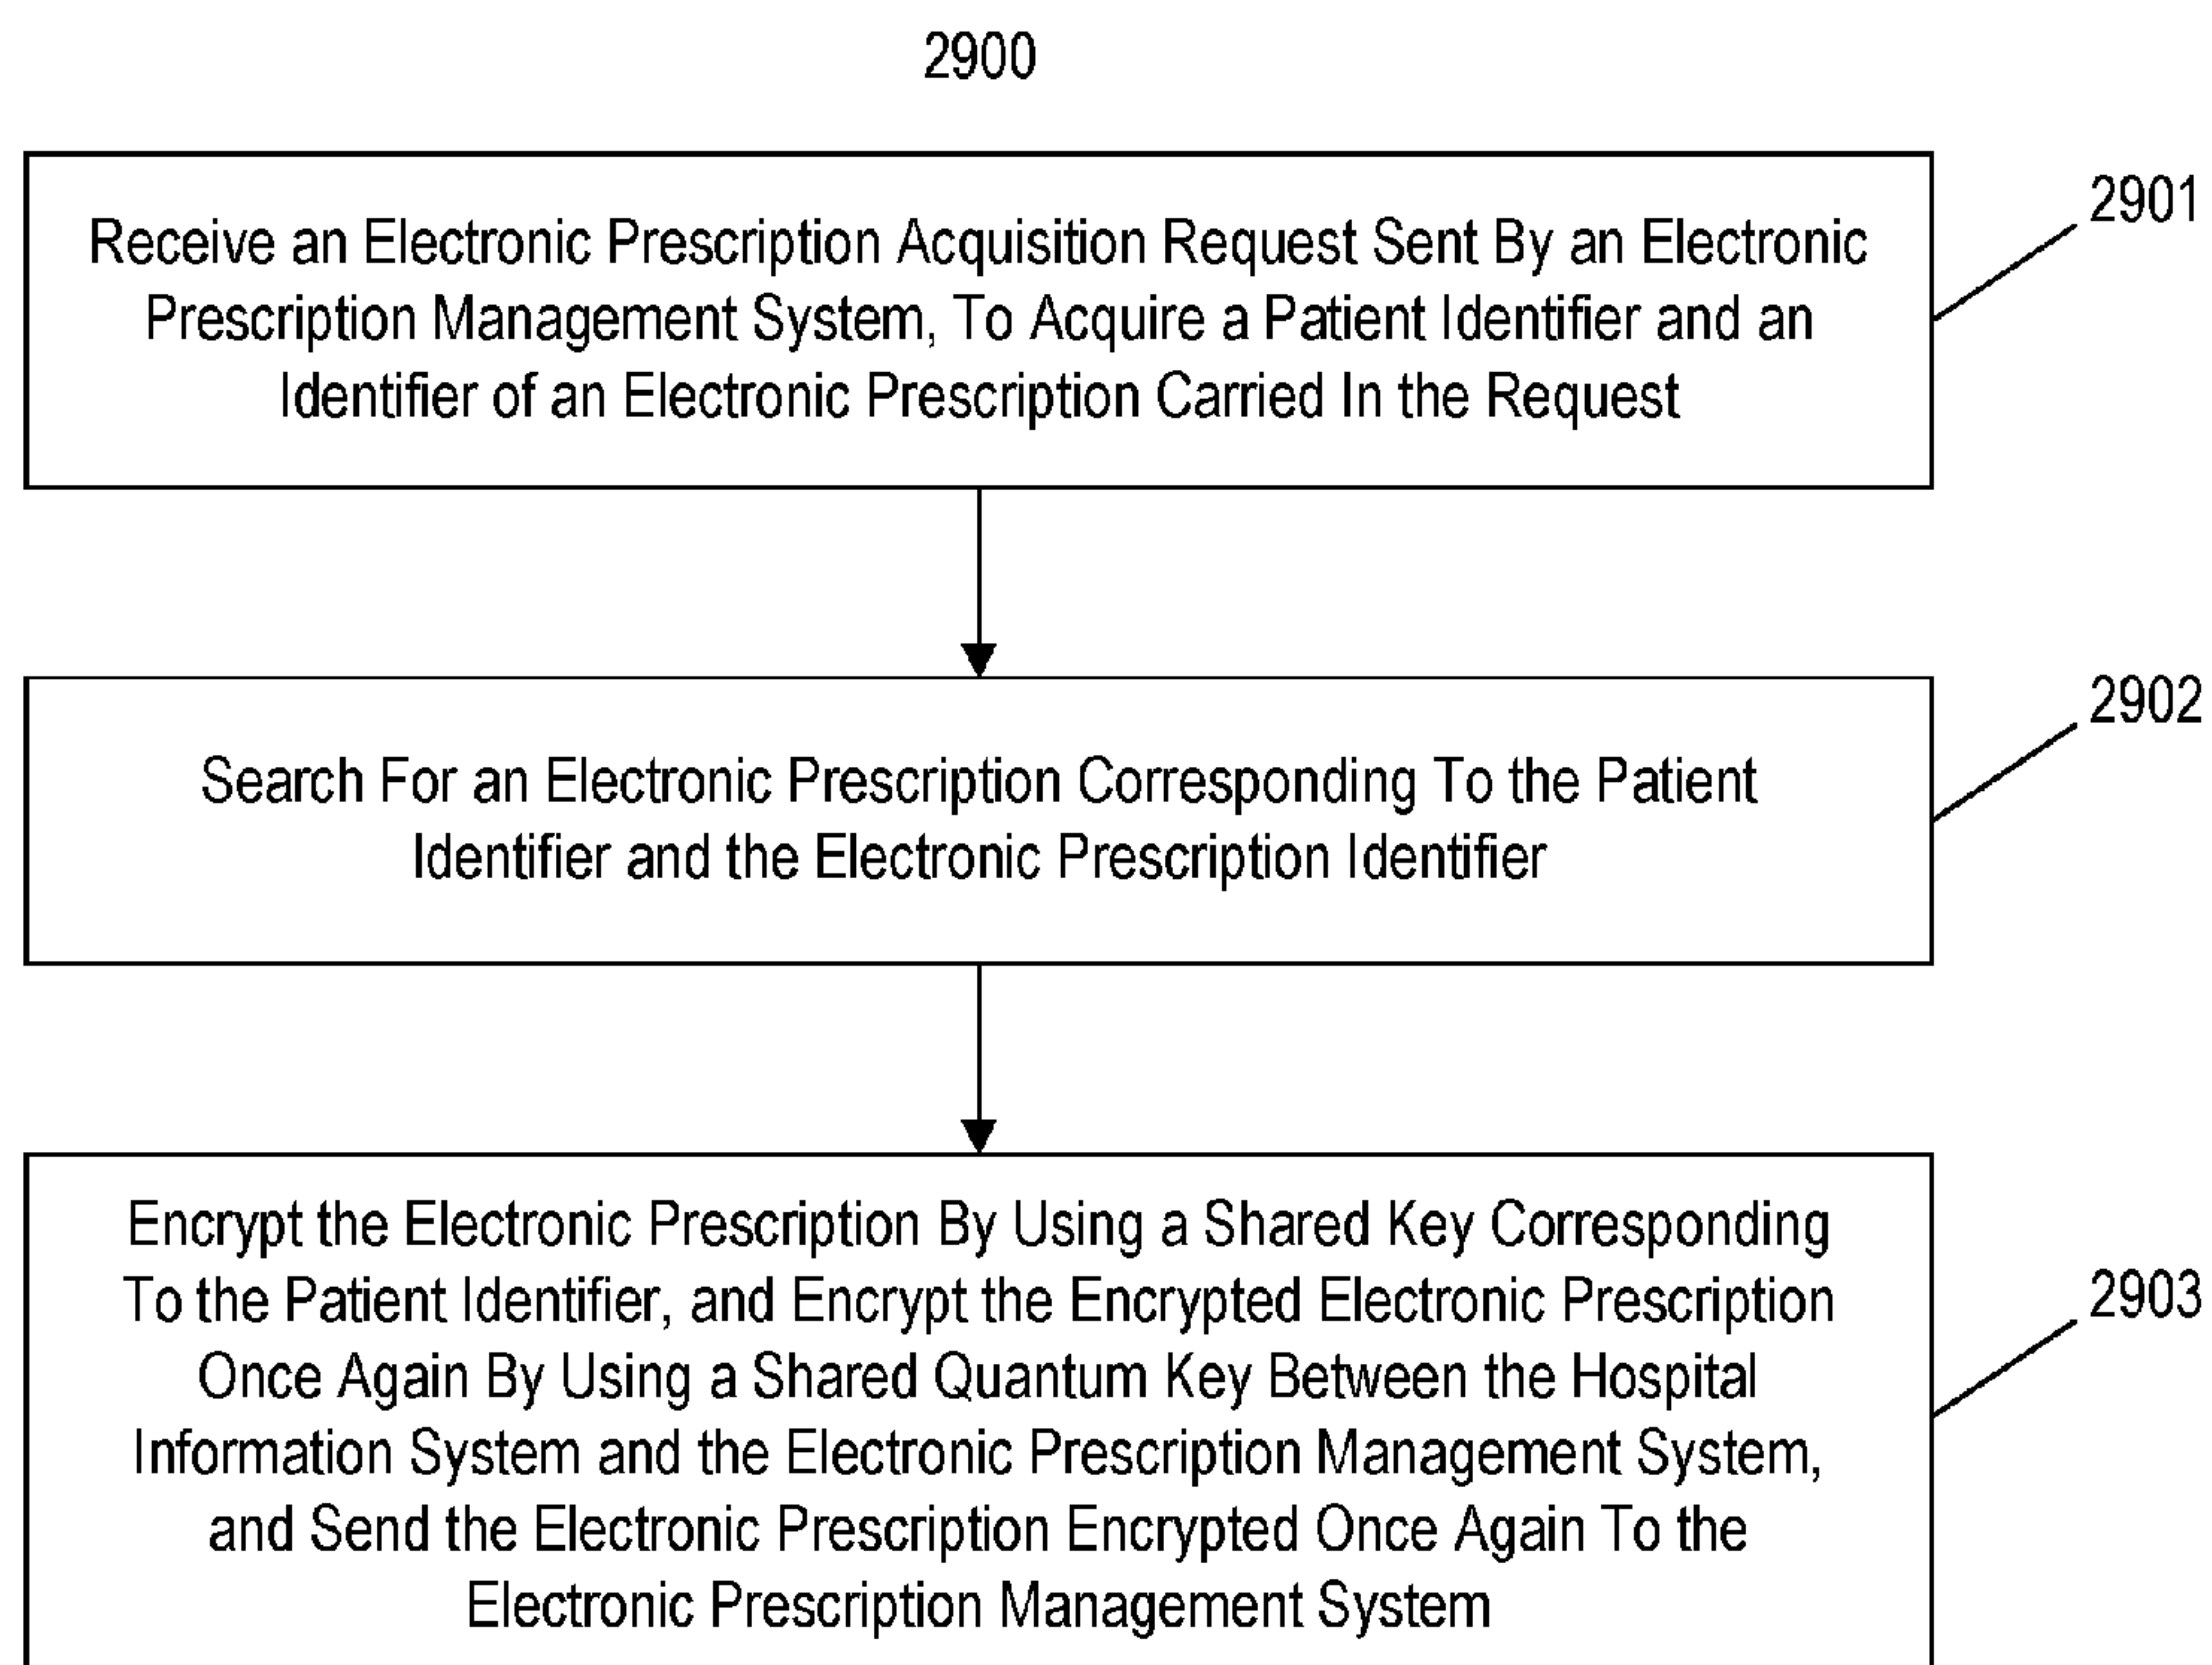 2900
Receive an Electronic Prescription Acquisition Request Sent By an Electronic
Prescription Management System, To Acquire a Patient Identifier and an
Identifier of an Electronic Prescription Carried In the Request
2901
Search For an Electronic Prescription Corresponding To the Patient
Identifier and the Electronic Prescription Identifier
2902
Encrypt the Electronic Prescription By Using a Shared Key Corresponding
To the Patient Identifier, and Encrypt the Encrypted Electronic Prescription
Once Again By Using a Shared Quantum Key Between the Hospital
Information System and the Electronic Prescription Management System,
and Send the Electronic Prescription Encrypted Once Again To the
Electronic Prescription Management System
2903